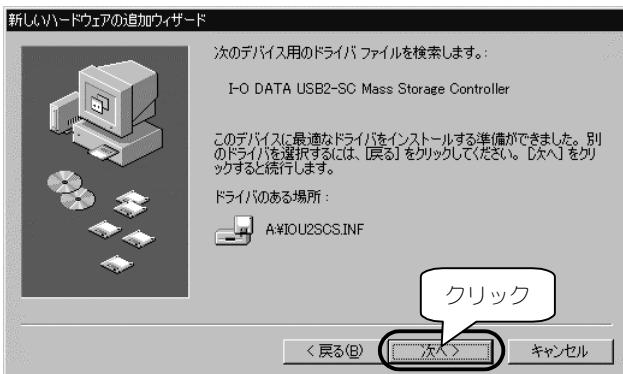 新しいハードウェアの追加ウィザード
次のデバイス用のドライバ ファイルを検索します。:
I-O DATA USB2-SC Mass Storage Controller
このデバイスに最適なドライバをインストールする準備ができました。別
のドライバを選択するには、[戻る] をクリックしてください。[次へ] をクリ
ックすると続行します。
ドライバのある場所:
A:¥IOU2SCS.INF
クリック
< 戻る(B)
次へ >
キャンセル